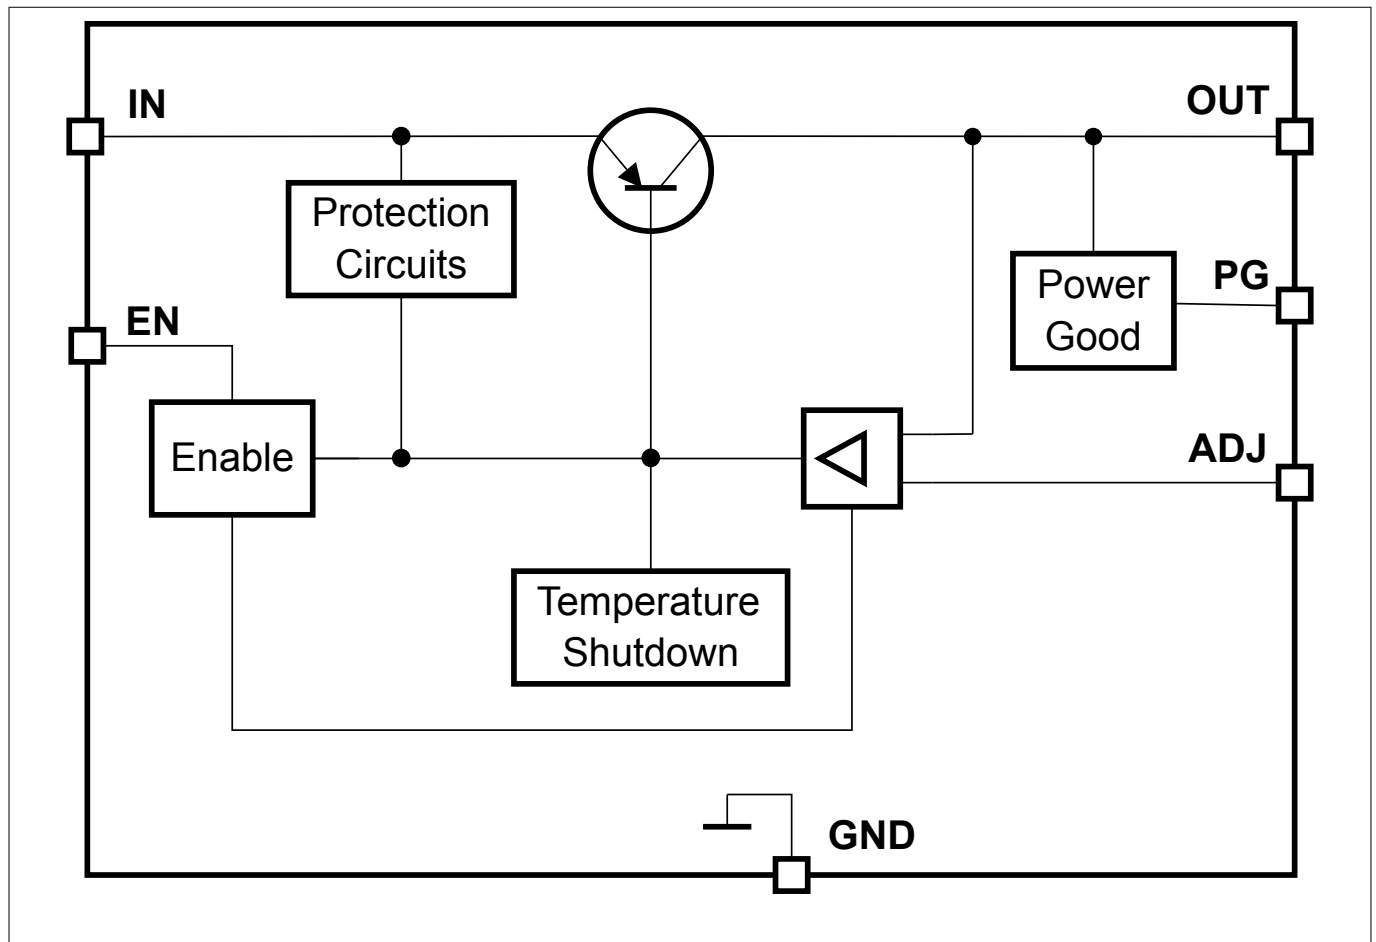 IN
OUT
Protection
Circuits
Power
Good
PG
EN
Enable
ADJ
Temperature
Shutdown
GND